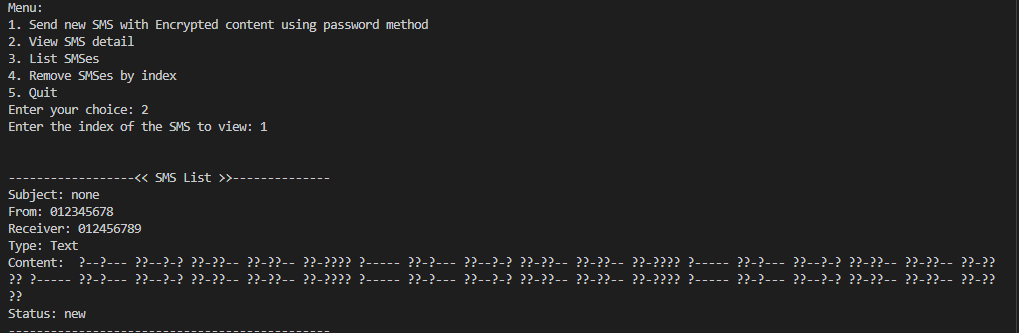 Menu:
1. Send new SMS with Encrypted content using password method
2. View SMS detail
3. List SMSes
4. Remove SMSes by index
5. Quit
Enter your choice: 2
Enter the index of the SMS to view: 1
------------------<< SMS List >>--------------
Subject: none
From: 012345678
Receiver: 012456789
Type: Text
Content:  ?--?--- ??--?-? ??-??-- ??-??-- ??-???? ?----- ??-?--- ??--?-? ??-??-- ??-??-- ??-???? ?----- ??-?--- ??--?-? ??-??-- ??-??-- ??-??
?? ?----- ??-?--- ??--?-? ??-??-- ??-??-- ??-???? ?----- ??-?--- ??--?-? ??-??-- ??-??-- ??-???? ?----- ??-?--- ??--?-? ??-??-- ??-??-- ??-??
??
Status: new
----------------------------------------------